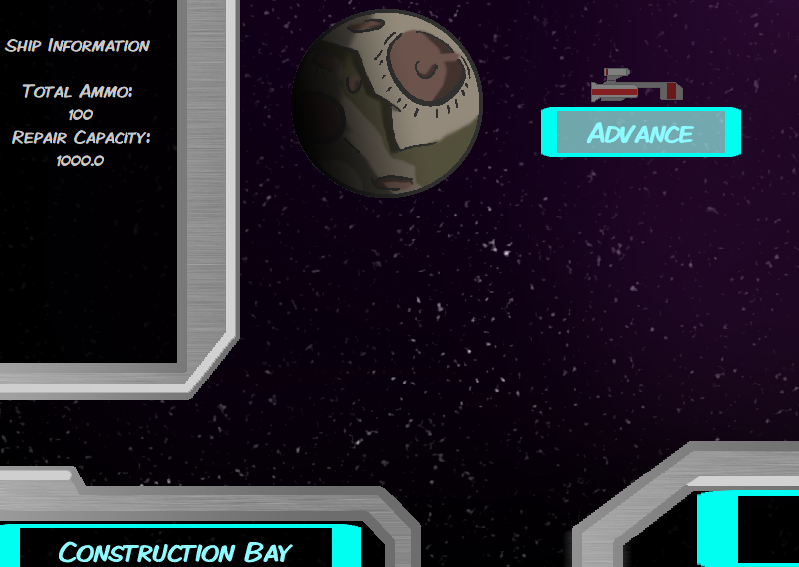 Ship Information
Total Ammo:
100
Repair Capacity:
1000.0
Advance
Construction Bay